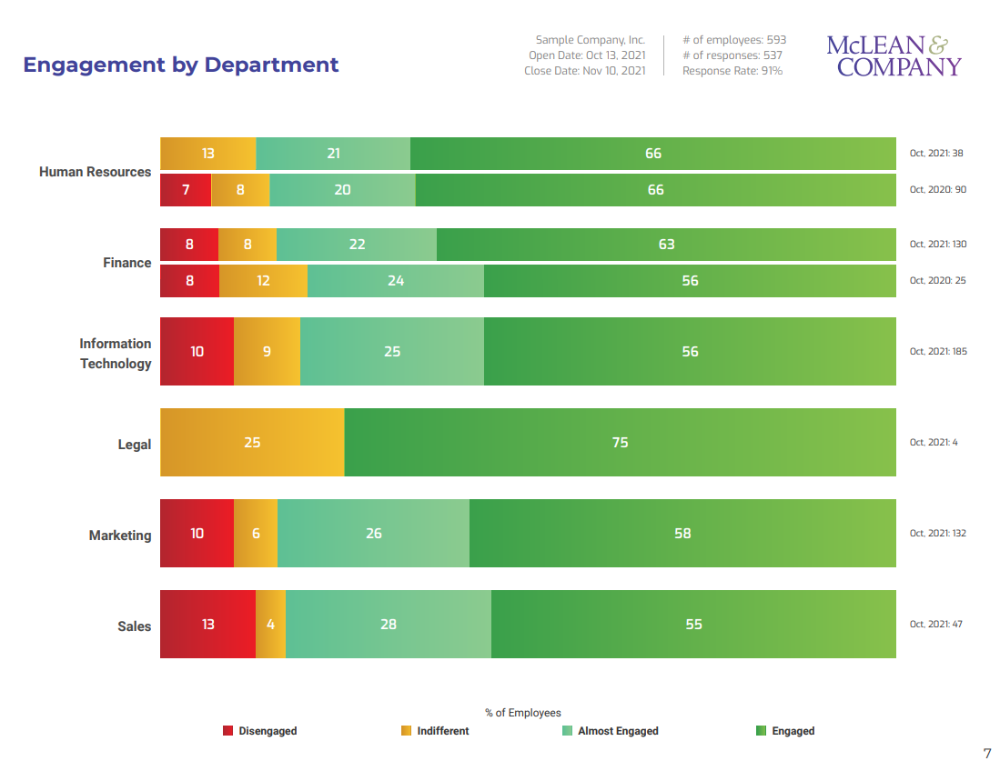 Engagement by Department
Sample Company, Inc.
Open Date: Oct 13, 2021
Close Date: Nov 10, 2021
# of employees: 593
# of responses: 537
Response Rate: 91%
McLEAN &
COMPANY
Human Resources
13 21 66 Oct, 2021: 38
7 8 20 66 Oct, 2020: 90
Finance
8 8 22 63 Oct, 2021: 130
8 12 24 56 Oct, 2020: 25
Information
Technology
10 9 25 56 Oct, 2021: 185
Legal
25 75 Oct, 2021: 4
Marketing
10 6 26 58 Oct, 2021: 132
Sales
13 4 28 55 Oct, 2021: 47
% of Employees
Disengaged Indifferent Almost Engaged Engaged
7